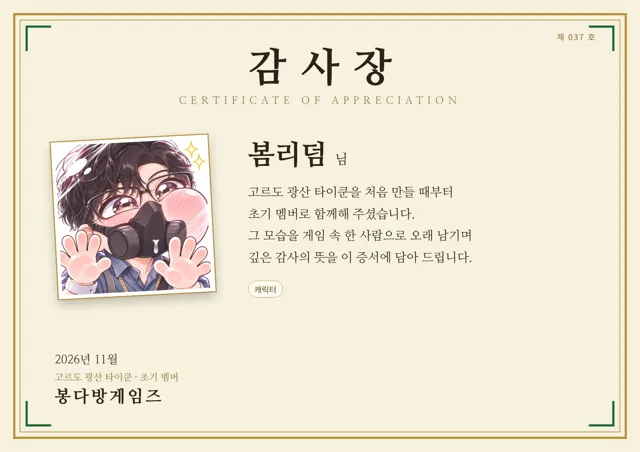 제 037 호
감사장
CERTIFICATE OF APPRECIATION
봄리덤 님
고르도 광산 타이쿤을 처음 만들 때부터
초기 멤버로 함께해 주셨습니다.
그 모습을 게임 속 한 사람으로 오래 남기며
깊은 감사의 뜻을 이 증서에 담아 드립니다.
캐릭터
2026년 11월
고르도 광산 타이쿤 · 초기 멤버
봉다방게임즈